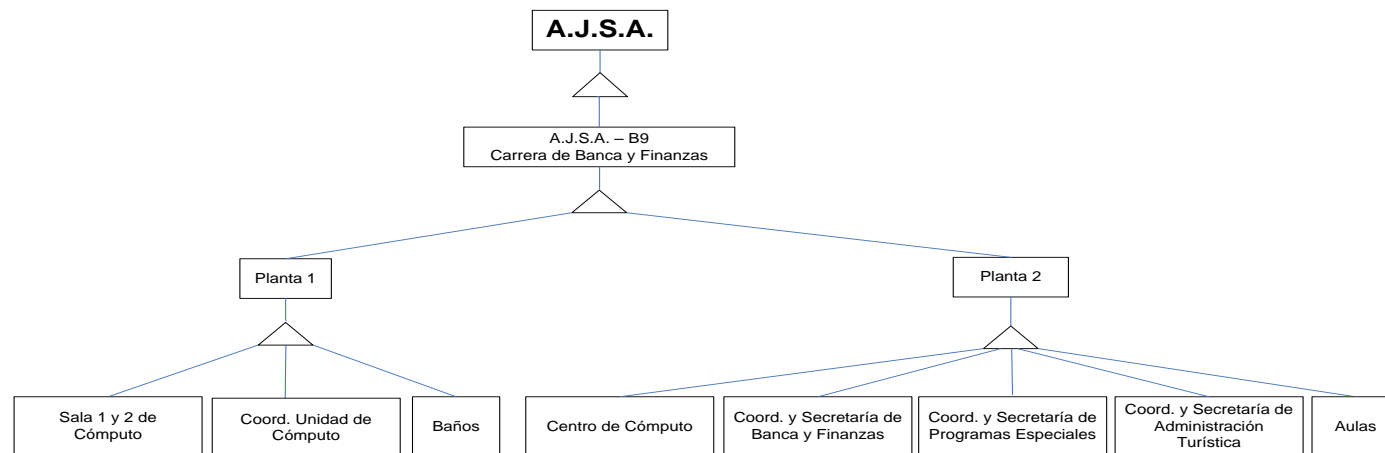 A.J.S.A.
A.J.S.A. – B9
Carrera de Banca y Finanzas
Planta 1
Planta 2
Sala 1 y 2 de
Cómputo
Coord. Unidad de
Cómputo
Baños
Centro de Cómputo
Coord. y Secretaría de
Banca y Finanzas
Coord. y Secretaría de
Programas Especiales
Coord. y Secretaría de
Administración
Turística
Aulas